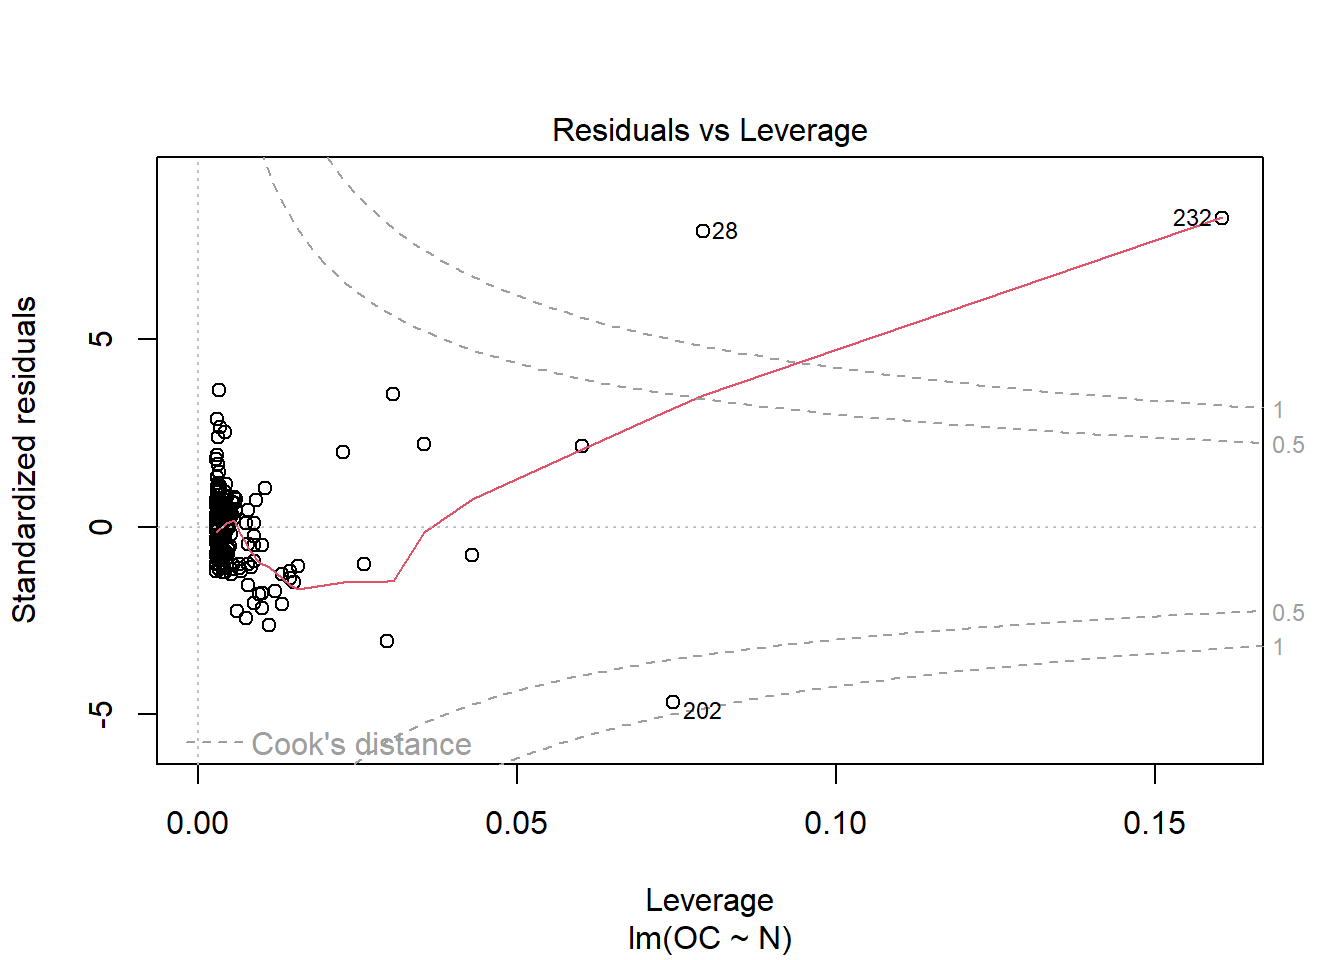 Residuals vs Leverage
Standardized residuals
5
0
-5
232
28
202
1
0.5
0.5
1
Cook's distance
0.00 0.05 0.10 0.15
Leverage
lm(OC ~ N)